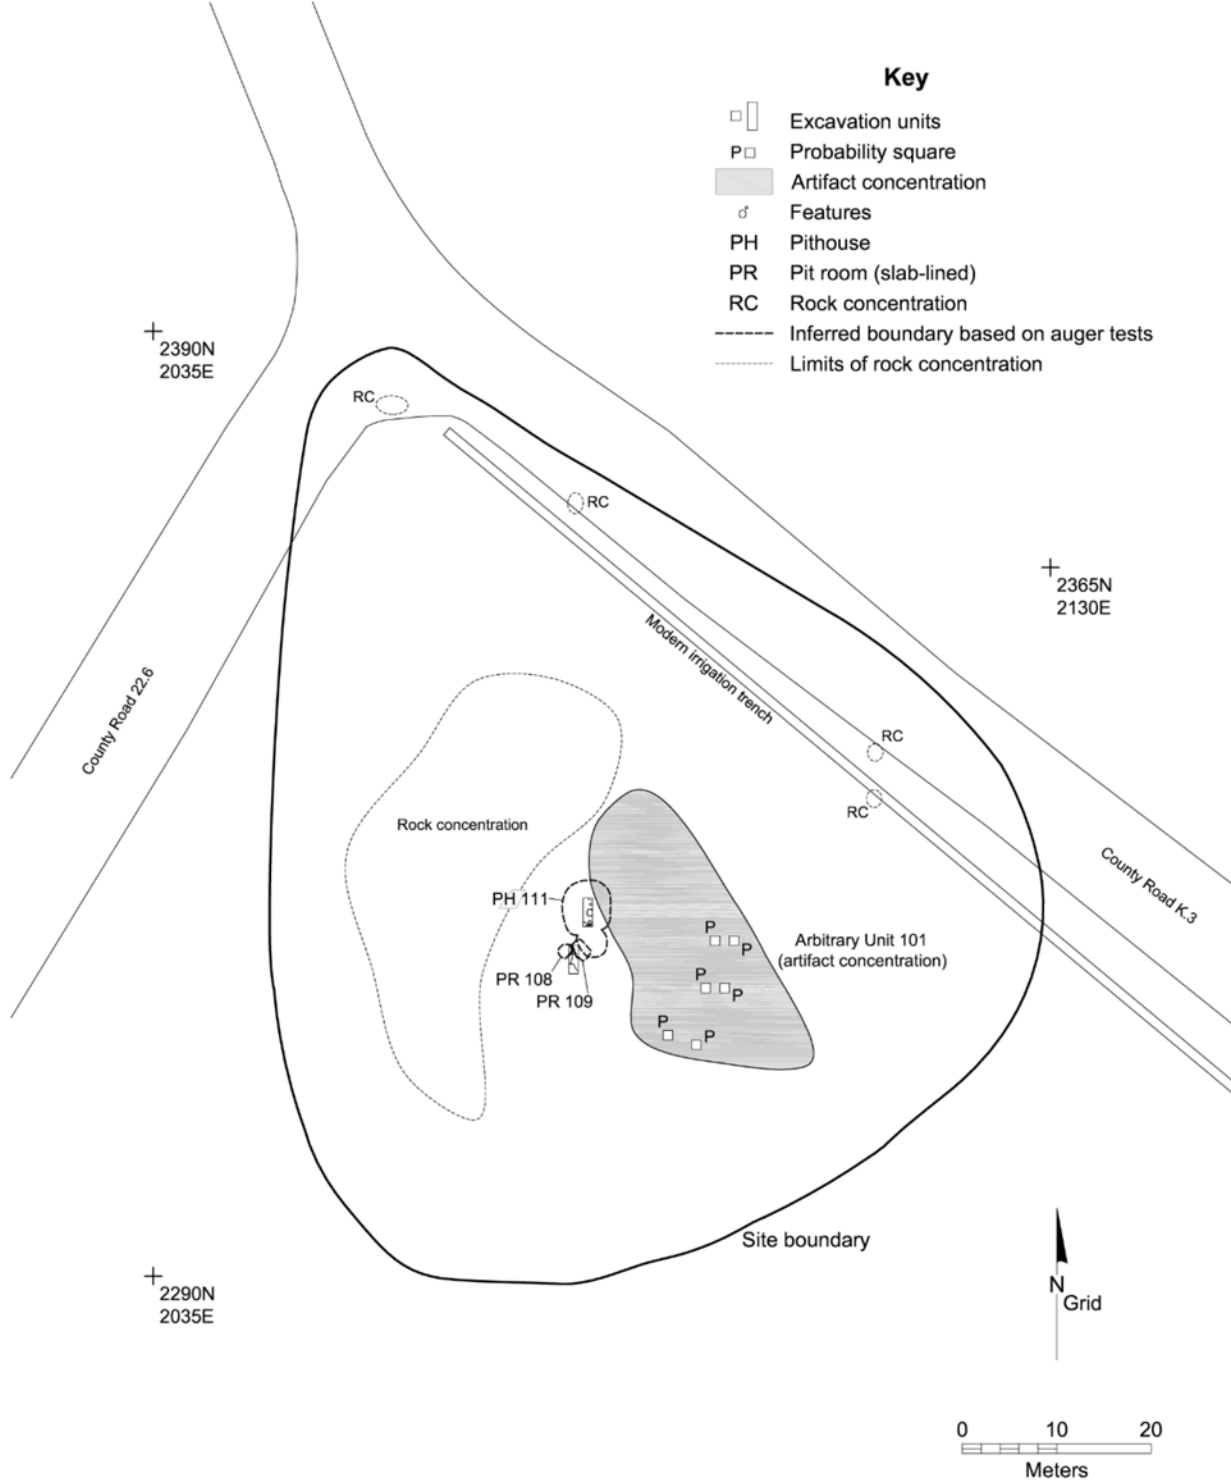 Key
Excavation units
P Probability square
Artifact concentration
Features
PH Pithouse
PR Pit room (slab-lined)
RC Rock concentration
Inferred boundary based on auger tests
Limits of rock concentration
2390N
2035E
RC
RC
2365N
2130E
Modern irrigation trench
County Road 22.6
RC
RC
Rock concentration
County Road K.3
PH 111
P
P
Arbitrary Unit 101
(artifact concentration)
PR 108
PR 109
P
P
P
P
Site boundary
2290N
2035E
N
Grid
0 10 20
Meters